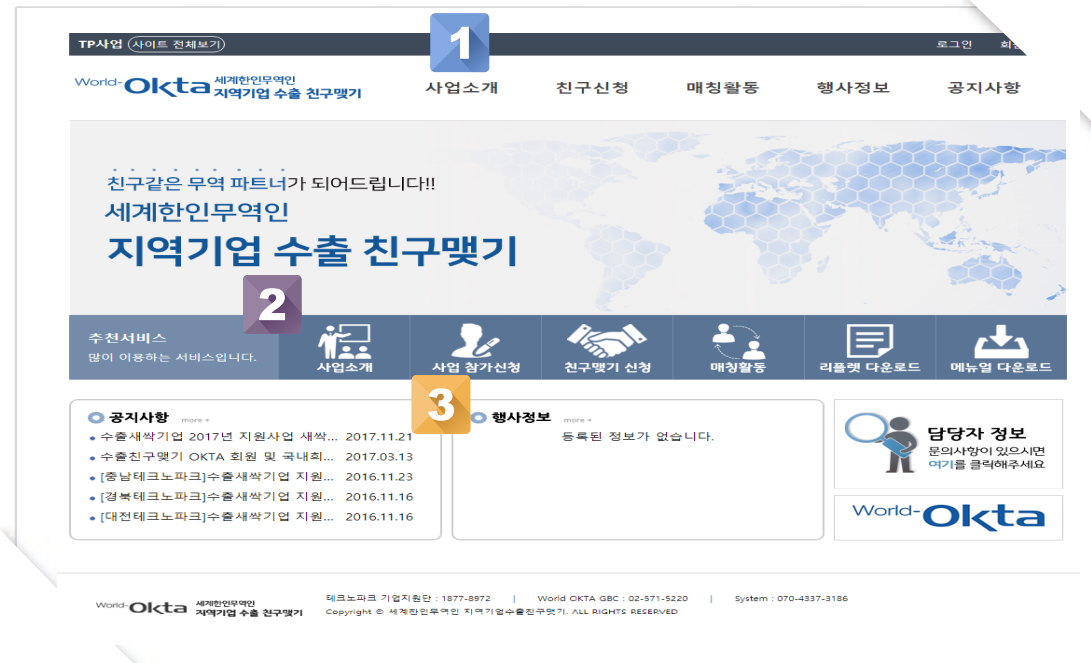 TP사업 (사이트 전체보기)
1
로그인
World-Okta 세계한인무역인 지역기업 수출 친구맺기
사업소개 친구신청 매칭활동 행사정보 공지사항
친구같은 무역 파트너가 되어드립니다!!
세계한인무역인
지역기업 수출 친구맺기
2
추천서비스
많이 이용하는 서비스입니다.
사업소개 사업 참가신청 친구맺기 신청 매칭활동 리플렛 다운로드 메뉴얼 다운로드
3
공지사항 more +
수출새싹기업 2017년 지원사업 새싹... 2017.11.21
수출친구맺기 OKTA 회원 및 국내희... 2017.03.13
[충남테크노파크]수출새싹기업 지원... 2016.11.23
[경북테크노파크]수출새싹기업 지원... 2016.11.16
[대전테크노파크]수출새싹기업 지원... 2016.11.16
행사정보 more +
등록된 정보가 없습니다.
담당자 정보
문의사항이 있으시면
여기를 클릭해주세요
World-Okta
World-Okta 세계한인무역인 지역기업 수출 친구맺기
테크노파크 기업지원단 : 1877-8972 | World OKTA GBC : 02-571-5220 | System : 070-4337-3186
Copyright © 세계한인무역인 지역기업수출친구맺기. ALL RIGHTS RESERVED